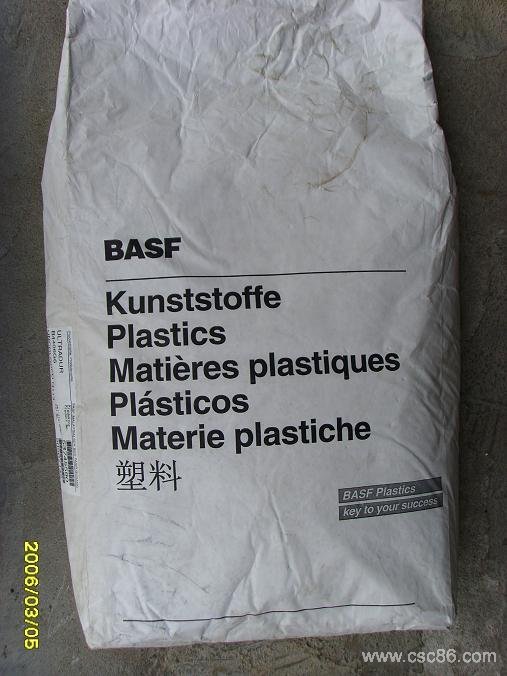 BASF
Kunststoffe
Plastics
Matières plastiques
Plásticos
Materie plastiche
塑料
BASF Plastics
key to your success
ULTRADUR
2006/03/05
www.csc86.com